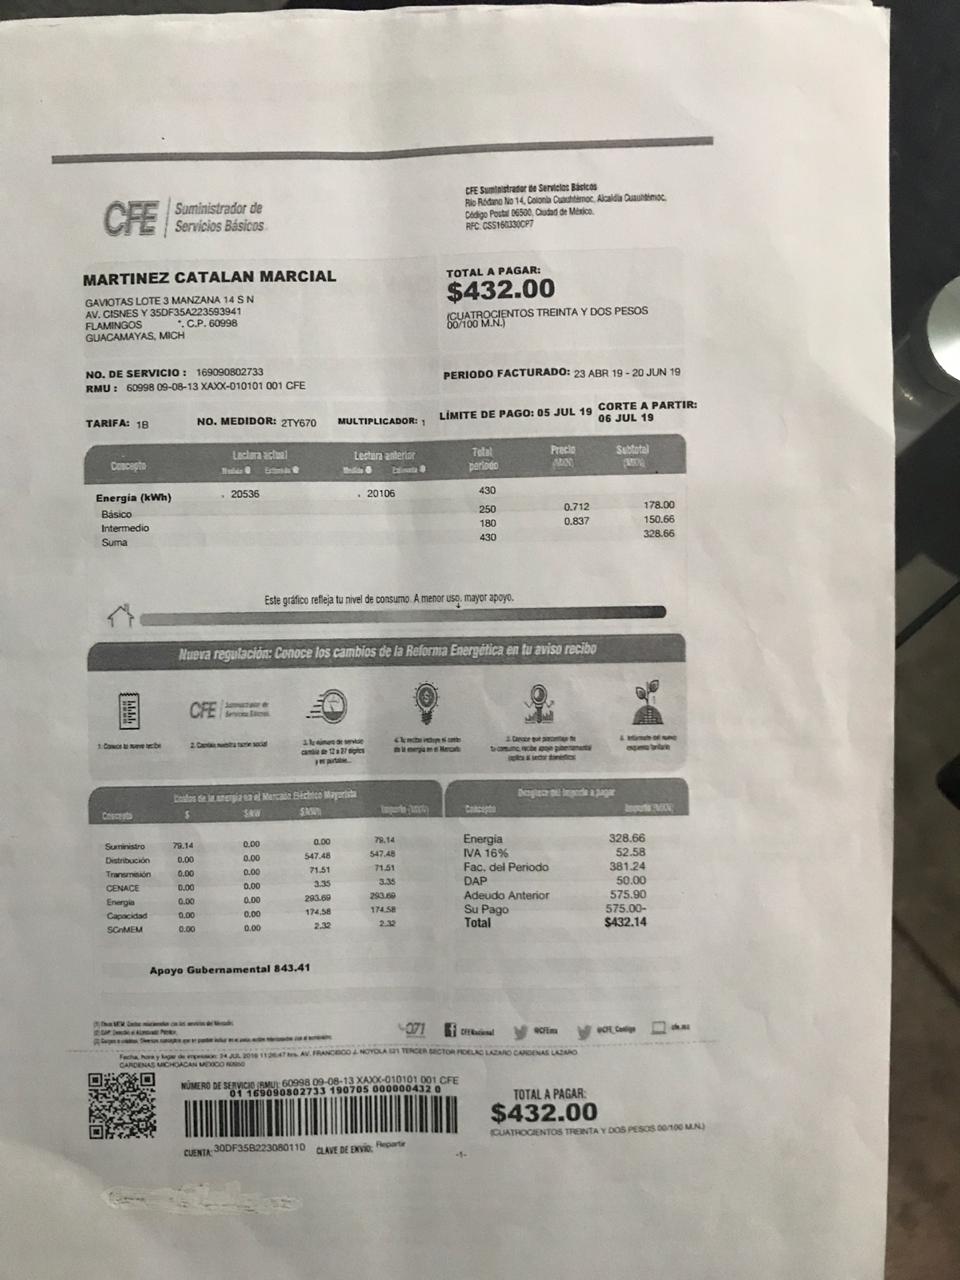 CFE Suministrador de
Servicios Básicos
CFE Suministrador de Servicios Básicos
Río Ródano No 14, Colonia Cuauhtémoc, Alcaldía Cuauhtémoc,
Código Postal 06500, Ciudad de México.
RFC: CSS160330CP7
MARTINEZ CATALAN MARCIAL
GAVIOTAS LOTE 3 MANZANA 14 S N
AV. CISNES Y 35DF35A223593941
FLAMINGOS *, C.P. 60998
GUACAMAYAS, MICH
TOTAL A PAGAR:
$432.00
(CUATROCIENTOS TREINTA Y DOS PESOS
00/100 M.N.)
NO. DE SERVICIO : 169090802733
RMU : 60998 09-08-13 XAXX-010101 001 CFE
PERIODO FACTURADO: 23 ABR 19 - 20 JUN 19
TARIFA: 1B NO. MEDIDOR: 2TY670 MULTIPLICADOR: 1 LÍMITE DE PAGO: 05 JUL 19 CORTE A PARTIR:
06 JUL 19
Concepto Lectura actual Lectura anterior Total Precio Subtotal
Medida Estimada Medida Estimada periodo (MXN) (MXN)
Energía (kWh) 20536 20106 430
Básico 250 0.712 178.00
Intermedio 180 0.837 150.66
Suma 430 328.66
Este gráfico refleja tu nivel de consumo. A menor uso, mayor apoyo.
Nueva regulación: Conoce los cambios de la Reforma Energética en tu aviso recibo
CFE Suministrador de
Servicios Básicos
1. Conoce tu nuevo recibo
2. Cambia nuestra razón social
3. Tu número de servicio
cambia de 12 a 27 dígitos
y es portable..
4. Tu recibo incluye el costo
de la energía en el Mercado
5. Conoce qué porcentaje de
tu consumo, recibe apoyo gubernamental
(aplica al sector doméstico)
6. Infórmate del nuevo
esquema tarifario
Costos de la energía en el Mercado Eléctrico Mayorista
Concepto $ $/kW $/kWh Importe (MXN)
Suministro 79.14 0.00 0.00 79.14
Distribución 0.00 0.00 547.48 547.48
Transmisión 0.00 0.00 71.51 71.51
CENACE 0.00 0.00 3.35 3.35
Energía 0.00 0.00 293.69 293.69
Capacidad 0.00 0.00 174.58 174.58
SCnMEM 0.00 0.00 2.32 2.32
Desglose del importe a pagar
Concepto Importe (MXN)
Energía 328.66
IVA 16% 52.58
Fac. del Periodo 381.24
DAP 50.00
Adeudo Anterior 575.90
Su Pago 575.00-
Total $432.14
Apoyo Gubernamental 843.41
071 CFENacional @CFEmx @CFE_Contigo cfe.mx
Fecha, hora y lugar de impresión: 24 JUL 2019 11:26:47 hrs. AV. FRANCISCO J. NOYOLA 521 TERCER SECTOR FIDELAC LAZARO CARDENAS LAZARO
CARDENAS MICHOACAN MEXICO 60950
NÚMERO DE SERVICIO (RMU): 60998 09-08-13 XAXX-010101 001 CFE
01 169090802733 190705 000000432 0
CUENTA: 30DF35B223080110 CLAVE DE ENVÍO: Repartir
TOTAL A PAGAR:
$432.00
(CUATROCIENTOS TREINTA Y DOS PESOS 00/100 M.N.)
-1-